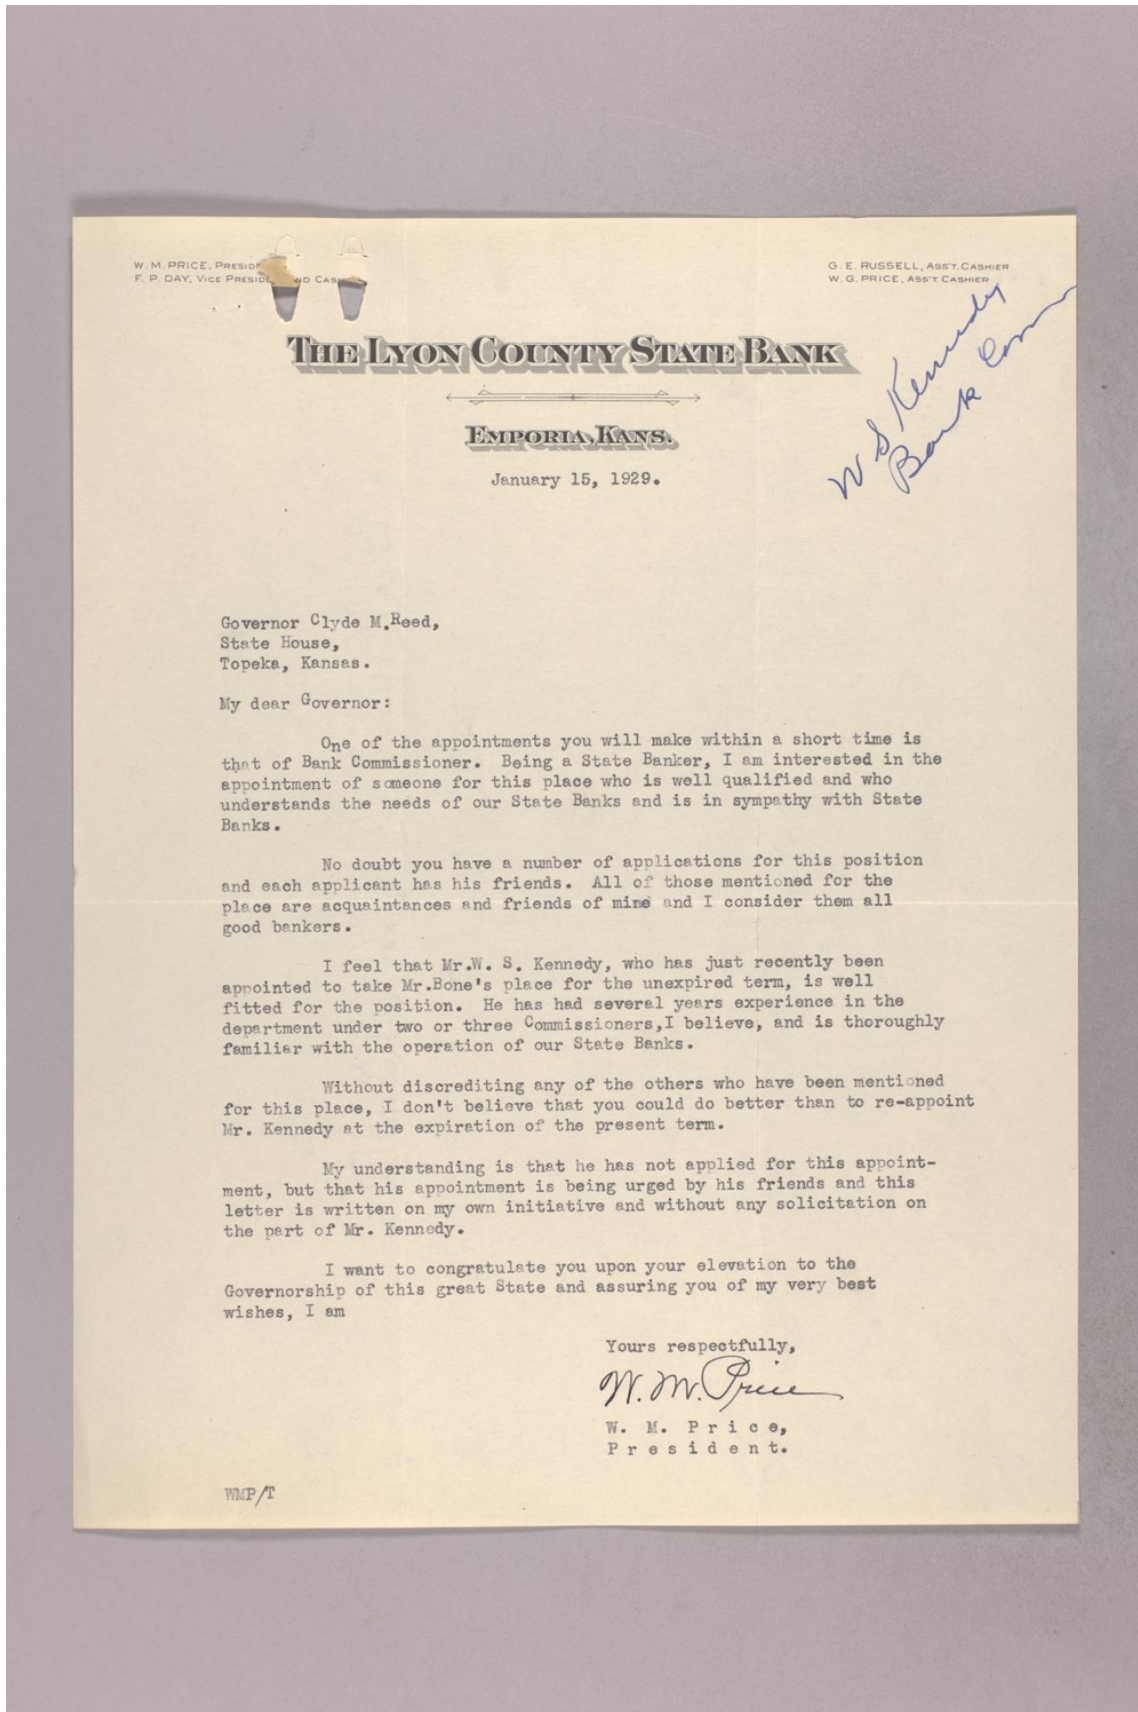 W. M. PRICE, PRESID
F. P. DAY, VICE PRESID ND CAS
G. E. RUSSELL, ASS'T. CASHIER
W. G. PRICE, ASS'T. CASHIER
W S Kennedy
Bank Com
THE LYON COUNTY STATE BANK
EMPORIA, KANS.
January 15, 1929.
Governor Clyde M.Reed,
State House,
Topeka, Kansas.
My dear Governor:
One of the appointments you will make within a short time is
that of Bank Commissioner. Being a State Banker, I am interested in the
appointment of someone for this place who is well qualified and who
understands the needs of our State Banks and is in sympathy with State
Banks.
No doubt you have a number of applications for this position
and each applicant has his friends. All of those mentioned for the
place are acquaintances and friends of mine and I consider them all
good bankers.
I feel that Mr.W. S. Kennedy, who has just recently been
appointed to take Mr.Bone's place for the unexpired term, is well
fitted for the position. He has had several years experience in the
department under two or three Commissioners,I believe, and is thoroughly
familiar with the operation of our State Banks.
Without discrediting any of the others who have been mentioned
for this place, I don't believe that you could do better than to re-appoint
Mr. Kennedy at the expiration of the present term.
My understanding is that he has not applied for this appoint-
ment, but that his appointment is being urged by his friends and this
letter is written on my own initiative and without any solicitation on
the part of Mr. Kennedy.
I want to congratulate you upon your elevation to the
Governorship of this great State and assuring you of my very best
wishes, I am
Yours respectfully,
W. M. Price
W. M. Price,
President.
WMP/T